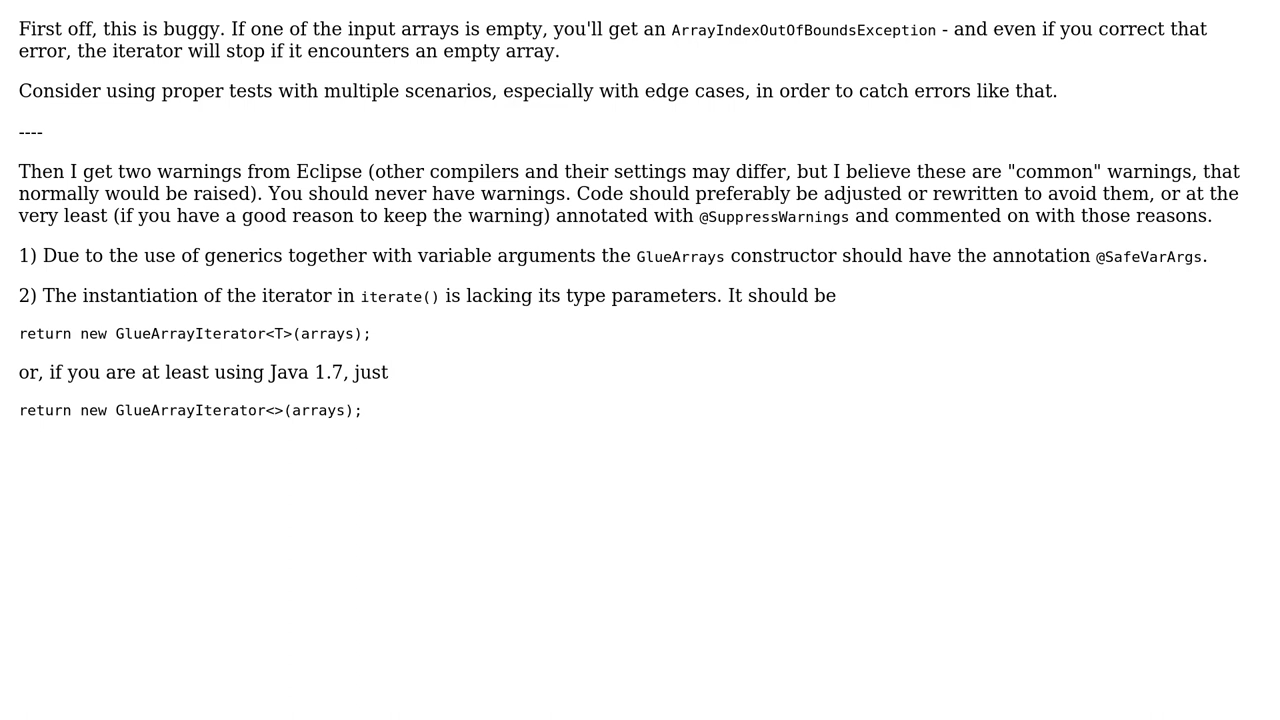 First off, this is buggy. If one of the input arrays is empty, you'll get an ArrayIndexOutOfBoundsException - and even if you correct that
error, the iterator will stop if it encounters an empty array.
Consider using proper tests with multiple scenarios, especially with edge cases, in order to catch errors like that.
----
Then I get two warnings from Eclipse (other compilers and their settings may differ, but I believe these are "common" warnings, that
normally would be raised). You should never have warnings. Code should preferably be adjusted or rewritten to avoid them, or at the
very least (if you have a good reason to keep the warning) annotated with @SuppressWarnings and commented on with those reasons.
1) Due to the use of generics together with variable arguments the GlueArrays constructor should have the annotation @SafeVarArgs.
2) The instantiation of the iterator in iterate() is lacking its type parameters. It should be
return new GlueArrayIterator<T>(arrays);
or, if you are at least using Java 1.7, just
return new GlueArrayIterator<>(arrays);